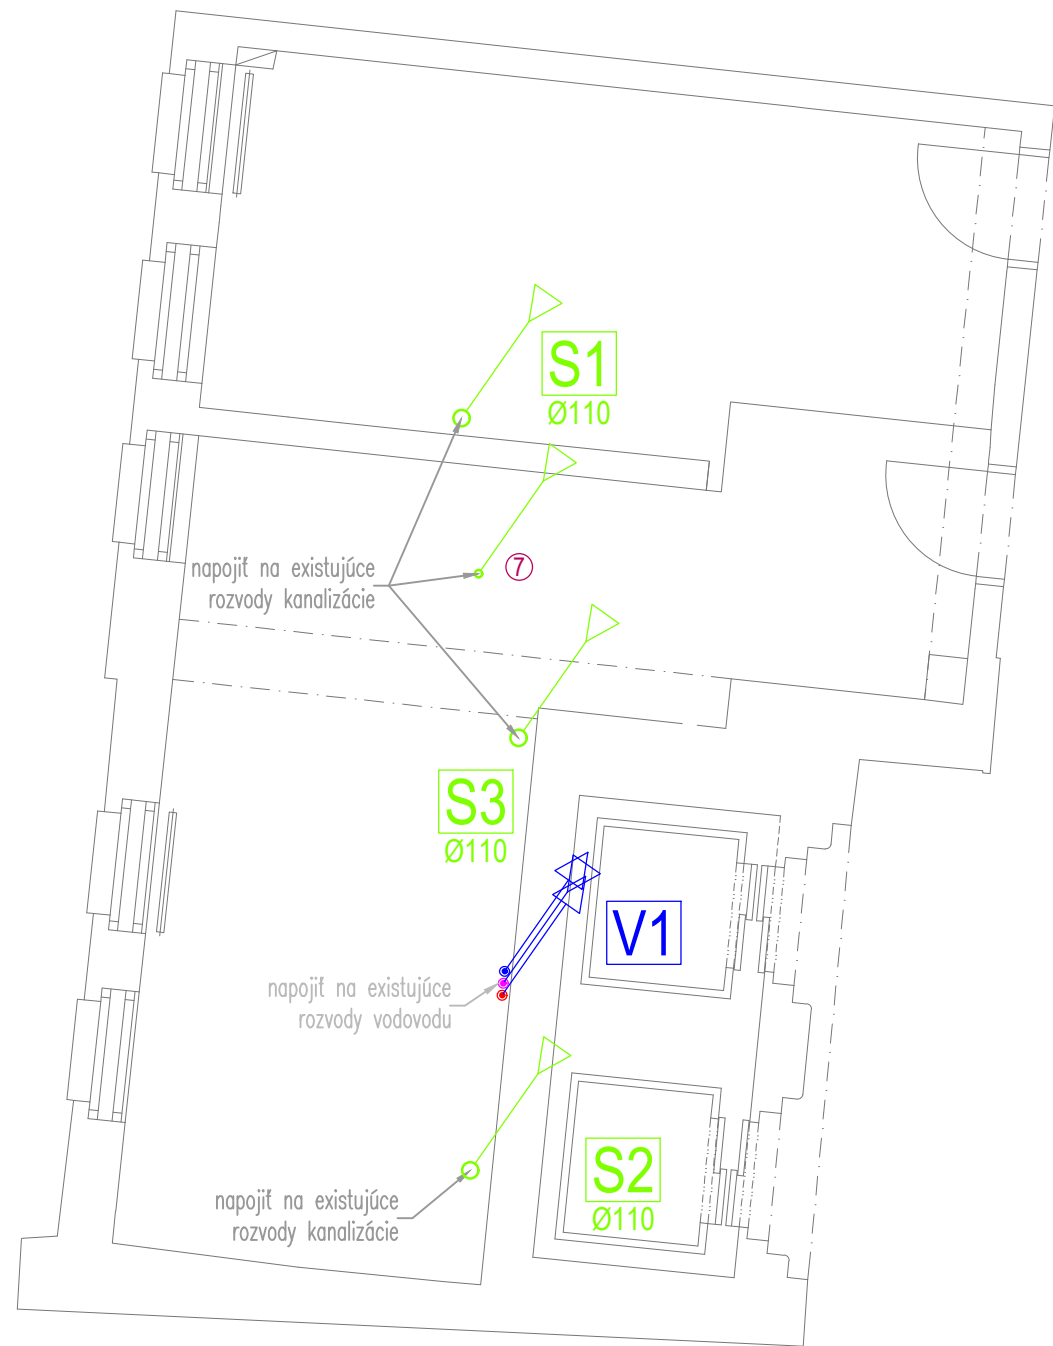 S1
Ø110
napojiť na existujúce
rozvody kanalizácie
7
S3
Ø110
V1
napojiť na existujúce
rozvody vodovodu
S2
Ø110
napojiť na existujúce
rozvody kanalizácie